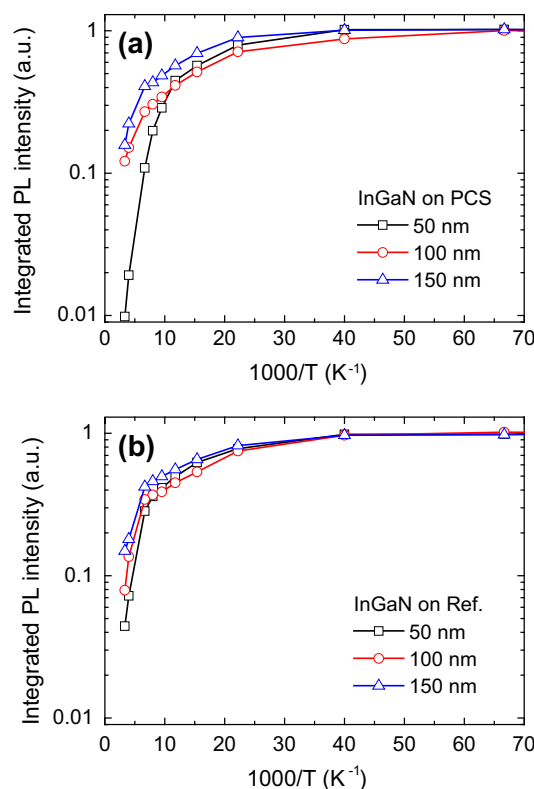 (a)
Integrated PL intensity (a.u.)
1
0.1
0.01
InGaN on PCS
50 nm
100 nm
150 nm
0 10 20 30 40 50 60 70
1000/T (K⁻¹)
(b)
Integrated PL intensity (a.u.)
1
0.1
0.01
InGaN on Ref.
50 nm
100 nm
150 nm
0 10 20 30 40 50 60 70
1000/T (K⁻¹)